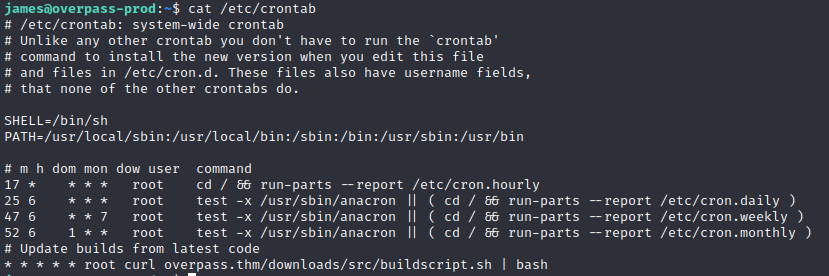 james@overpass-prod:~$ cat /etc/crontab
# /etc/crontab: system-wide crontab
# Unlike any other crontab you don't have to run the `crontab'
# command to install the new version when you edit this file
# and files in /etc/cron.d. These files also have username fields,
# that none of the other crontabs do.

SHELL=/bin/sh
PATH=/usr/local/sbin:/usr/local/bin:/sbin:/bin:/usr/sbin:/usr/bin

# m h dom mon dow user  command
17 *    * * *   root    cd / && run-parts --report /etc/cron.hourly
25 6    * * *   root    test -x /usr/sbin/anacron || ( cd / && run-parts --report /etc/cron.daily )
47 6    * * 7   root    test -x /usr/sbin/anacron || ( cd / && run-parts --report /etc/cron.weekly )
52 6    1 * *   root    test -x /usr/sbin/anacron || ( cd / && run-parts --report /etc/cron.monthly )
# Update builds from latest code
* * * * * root curl overpass.thm/downloads/src/buildscript.sh | bash